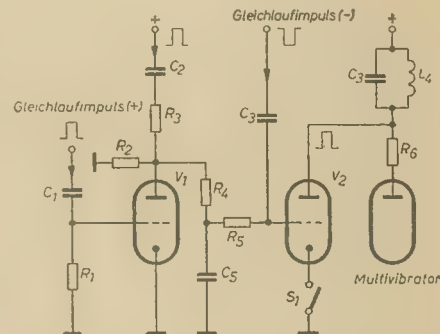 Gleichlaufimpuls (-)
+
+
C2
C3
L4
C3
Gleichlaufimpuls (+)
R3
R2
V1
V2
R6
C1
R4
R5
R1
C5
S1
Multivibrator